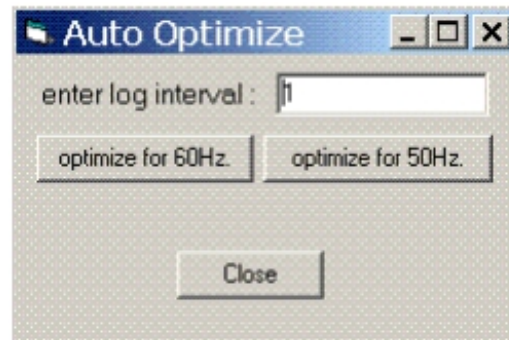 Auto Optimize
enter log interval : 1
optimize for 60Hz. optimize for 50Hz.
Close